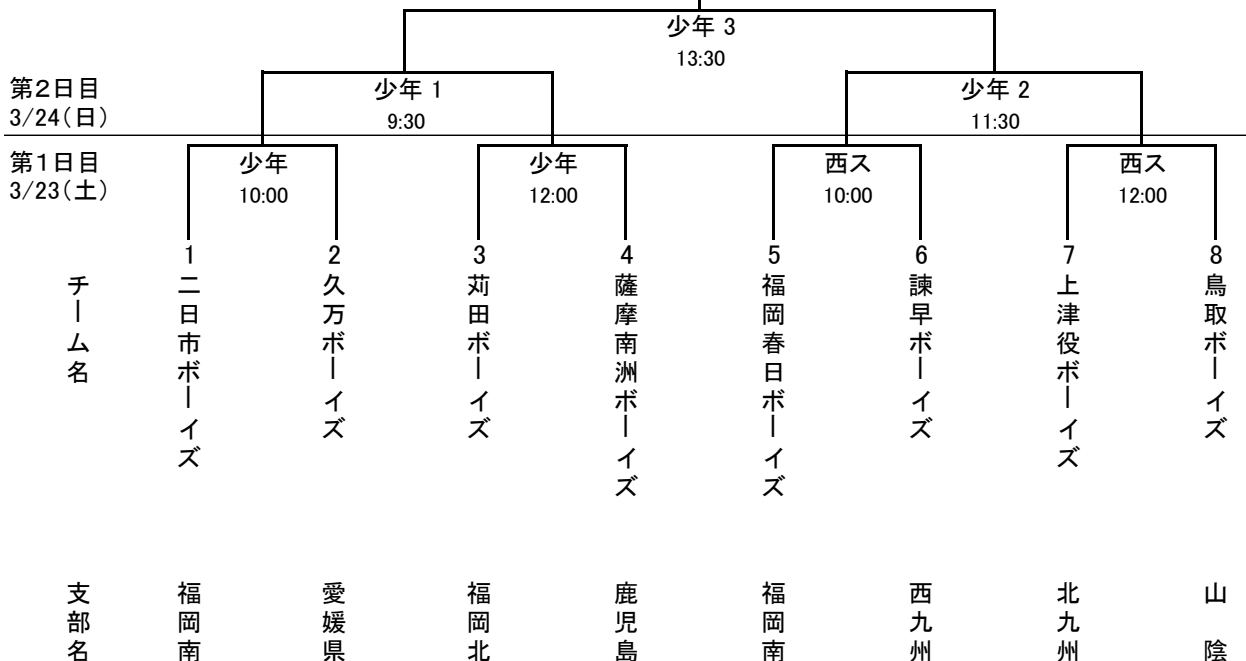 少年 3
13:30
第2日目
3/24(日)
少年 1
9:30
少年 2
11:30
第1日目
3/23(土)
少年
10:00
少年
12:00
西ス
10:00
西ス
12:00
1
2
3
4
5
6
7
8
チーム名
二日市ボーイズ
久万ボーイズ
苅田ボーイズ
薩摩南洲ボーイズ
福岡春日ボーイズ
諫早ボーイズ
上津役ボーイズ
鳥取ボーイズ
支部名
福岡南
愛媛県
福岡北
鹿児島
福岡南
西九州
北九州
山陰